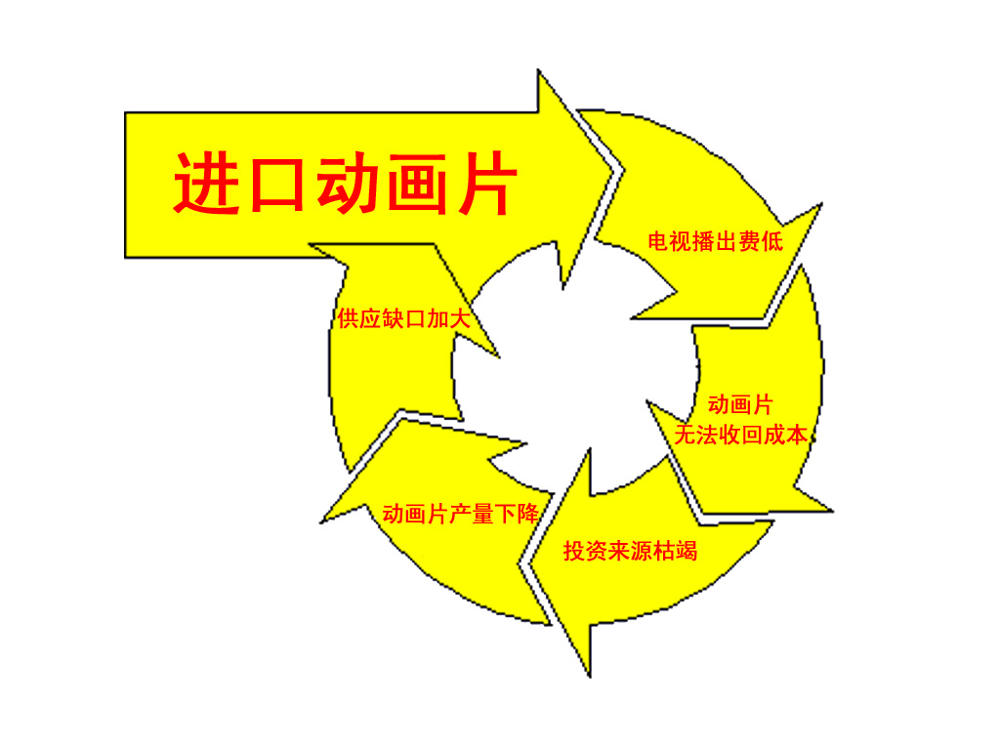 进口动画片
电视播出费低
动画片
无法收回成本
投资来源枯竭
动画片产量下降
供应缺口加大